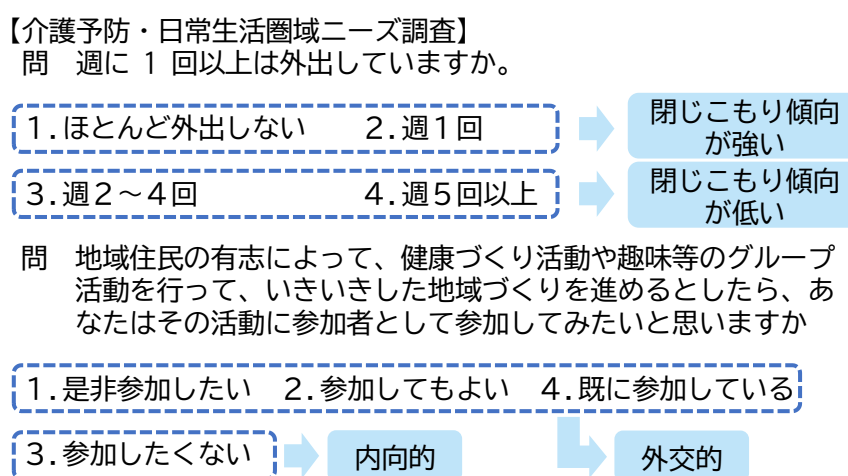 【介護予防・日常生活圏域ニーズ調査】
問　週に 1 回以上は外出していますか。
1.ほとんど外出しない　2.週1回
閉じこもり傾向
が強い
3.週2～4回　4.週5回以上
閉じこもり傾向
が低い
問　地域住民の有志によって、健康づくり活動や趣味等のグループ
活動を行って、いきいきした地域づくりを進めるとしたら、あ
なたはその活動に参加者として参加してみたいと思いますか
1.是非参加したい　2.参加してもよい　4.既に参加している
3.参加したくない
内向的
外交的